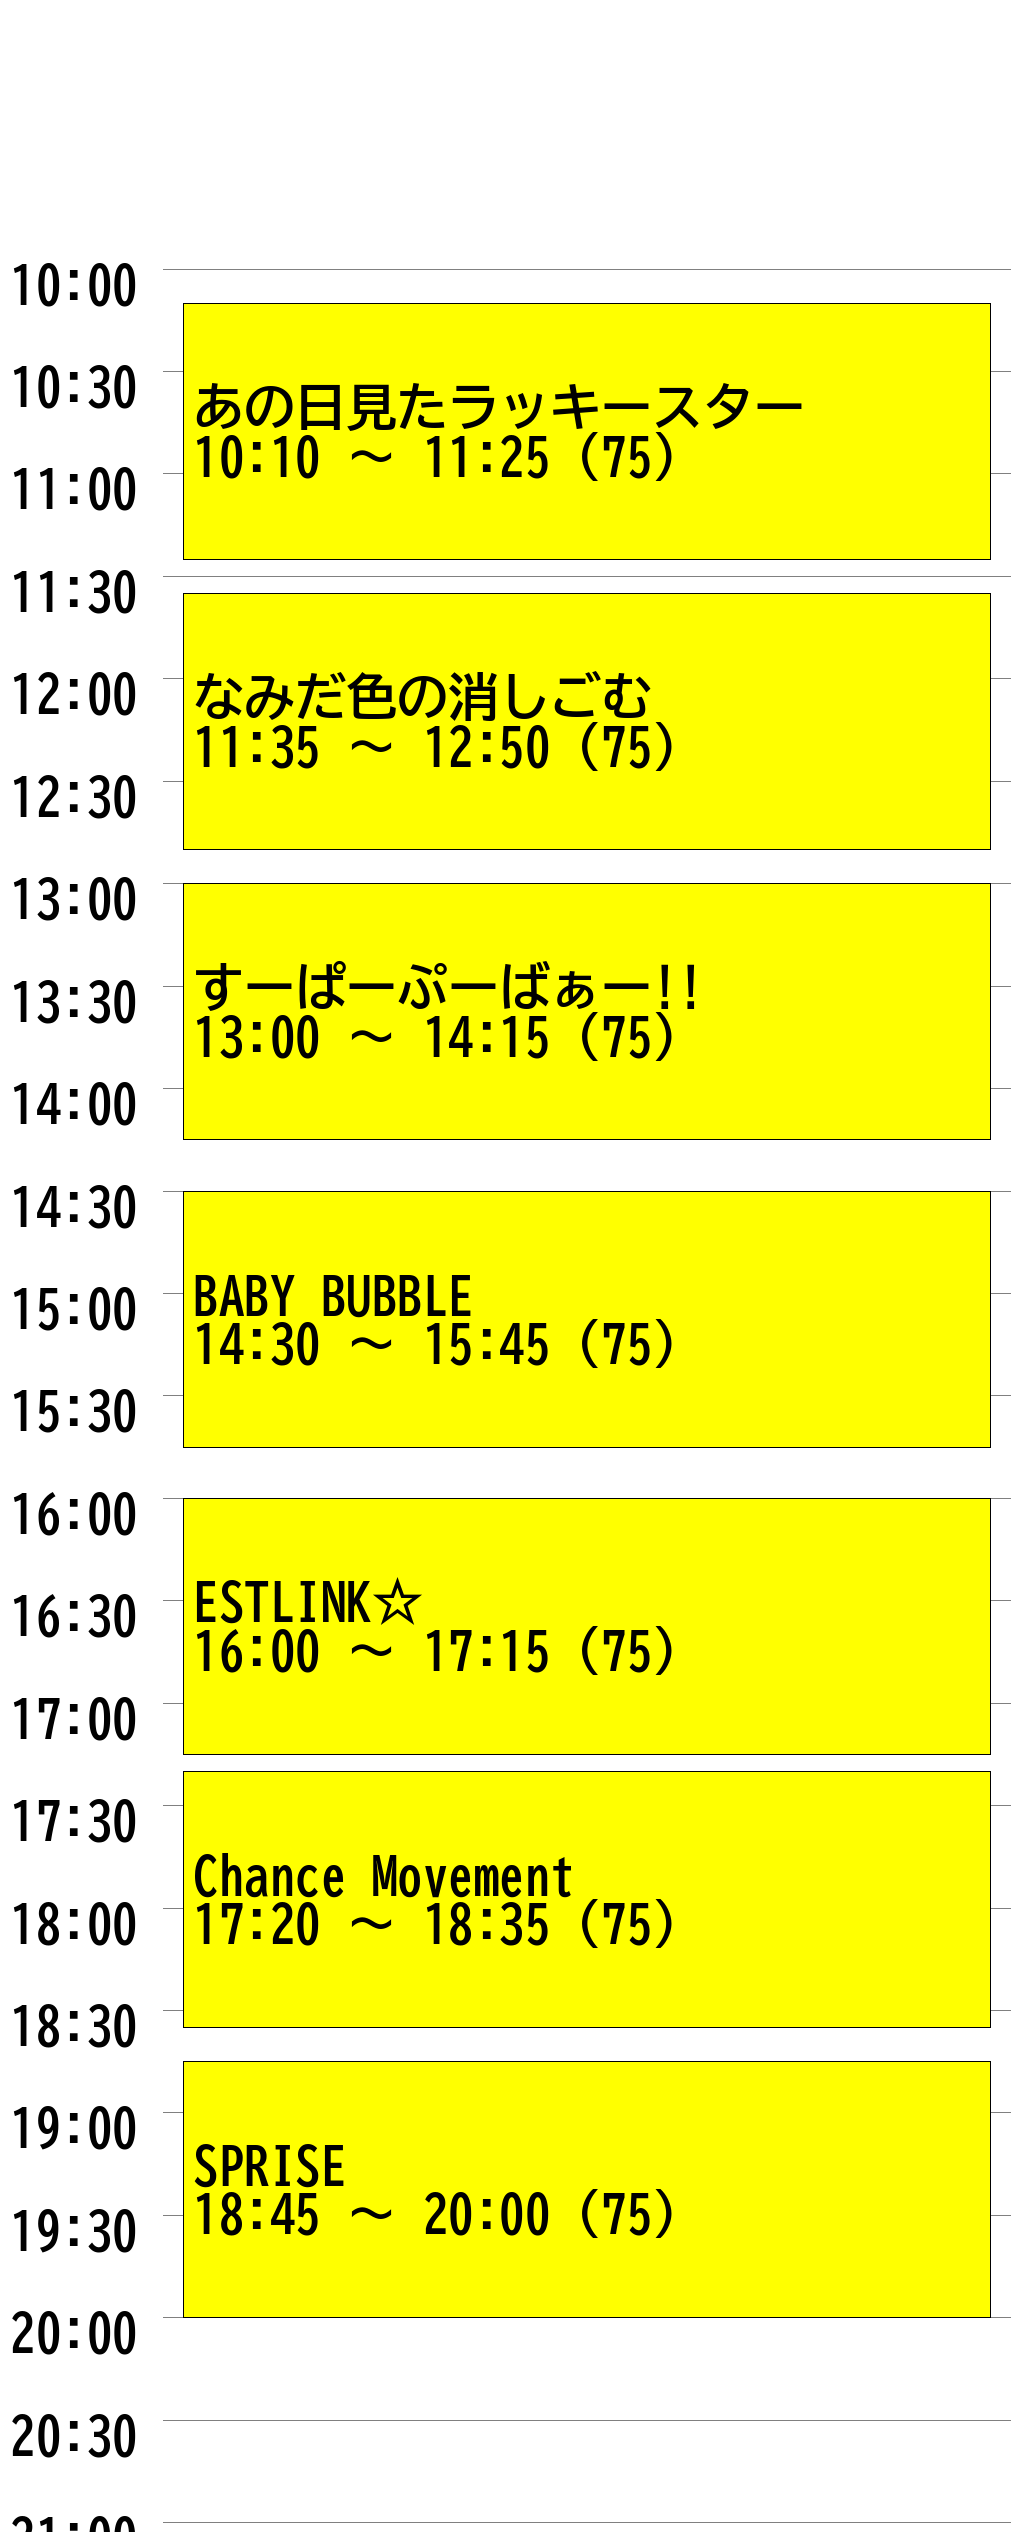 10:00
10:30
あの日見たラッキースター
10:10 ～ 11:25 (75)
11:00
11:30
12:00
なみだ色の消しごむ
11:35 ～ 12:50 (75)
12:30
13:00
13:30
すーぱーぷーばぁー!!
13:00 ～ 14:15 (75)
14:00
14:30
15:00
BABY BUBBLE
14:30 ～ 15:45 (75)
15:30
16:00
16:30
ESTLINK☆
16:00 ～ 17:15 (75)
17:00
17:30
Chance Movement
17:20 ～ 18:35 (75)
18:00
18:30
19:00
SPRISE
18:45 ～ 20:00 (75)
19:30
20:00
20:30
21:00